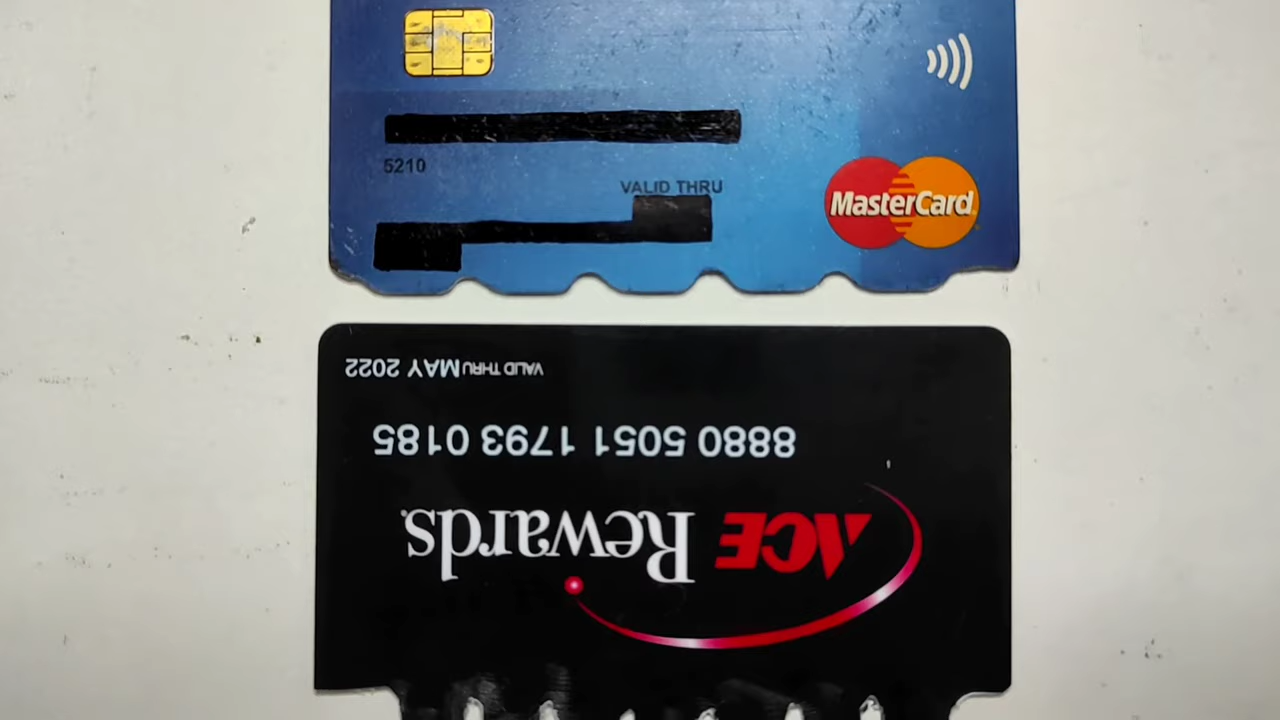 5210
VALID THRU
MasterCard
VALID THRU MAY 2022
8880 5051 1793 0185
ACE Rewards